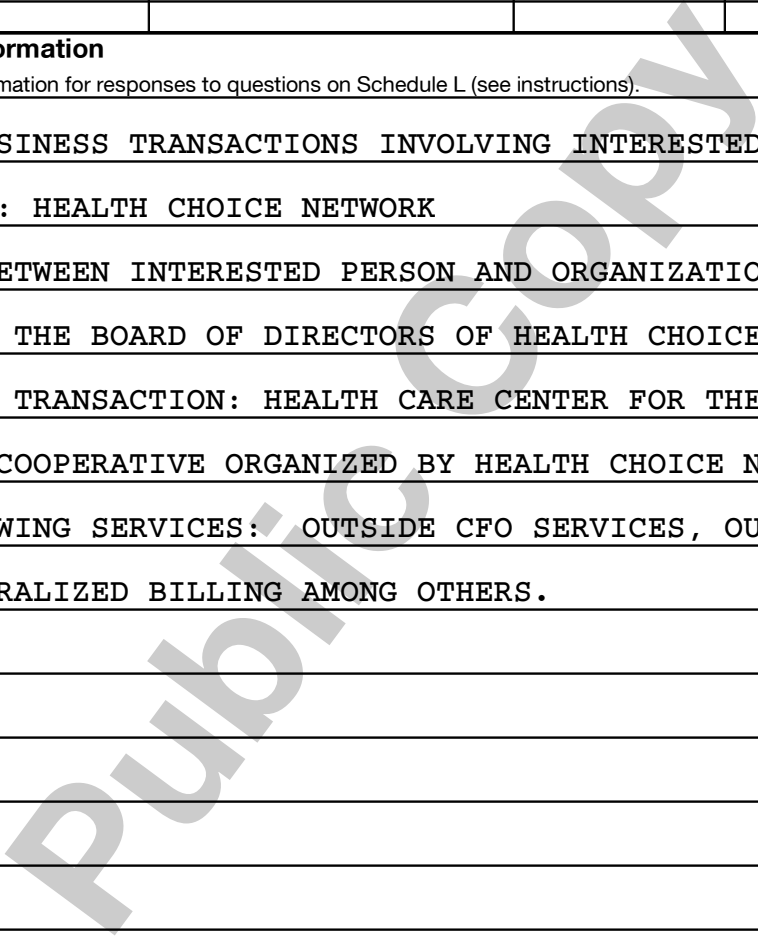 ormation
mation for responses to questions on Schedule L (see instructions).
SINESS TRANSACTIONS INVOLVING INTERESTED
: HEALTH CHOICE NETWORK
ETWEEN INTERESTED PERSON AND ORGANIZATIO
THE BOARD OF DIRECTORS OF HEALTH CHOICE
TRANSACTION: HEALTH CARE CENTER FOR THE
COOPERATIVE ORGANIZED BY HEALTH CHOICE N
WING SERVICES: OUTSIDE CFO SERVICES, OU
RALIZED BILLING AMONG OTHERS.
Public Copy